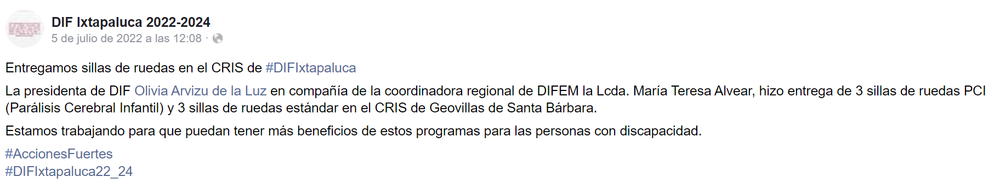 DIF Ixtapaluca 2022-2024
5 de julio de 2022 a las 12:08 ·
Entregamos sillas de ruedas en el CRIS de #DIFIxtapaluca
La presidenta de DIF Olivia Arvizu de la Luz en compañía de la coordinadora regional de DIFEM la Lcda. María Teresa Alvear, hizo entrega de 3 sillas de ruedas PCI
(Parálisis Cerebral Infantil) y 3 sillas de ruedas estándar en el CRIS de Geovillas de Santa Bárbara.
Estamos trabajando para que puedan tener más beneficios de estos programas para las personas con discapacidad.
#AccionesFuertes
#DIFIxtapaluca22_24